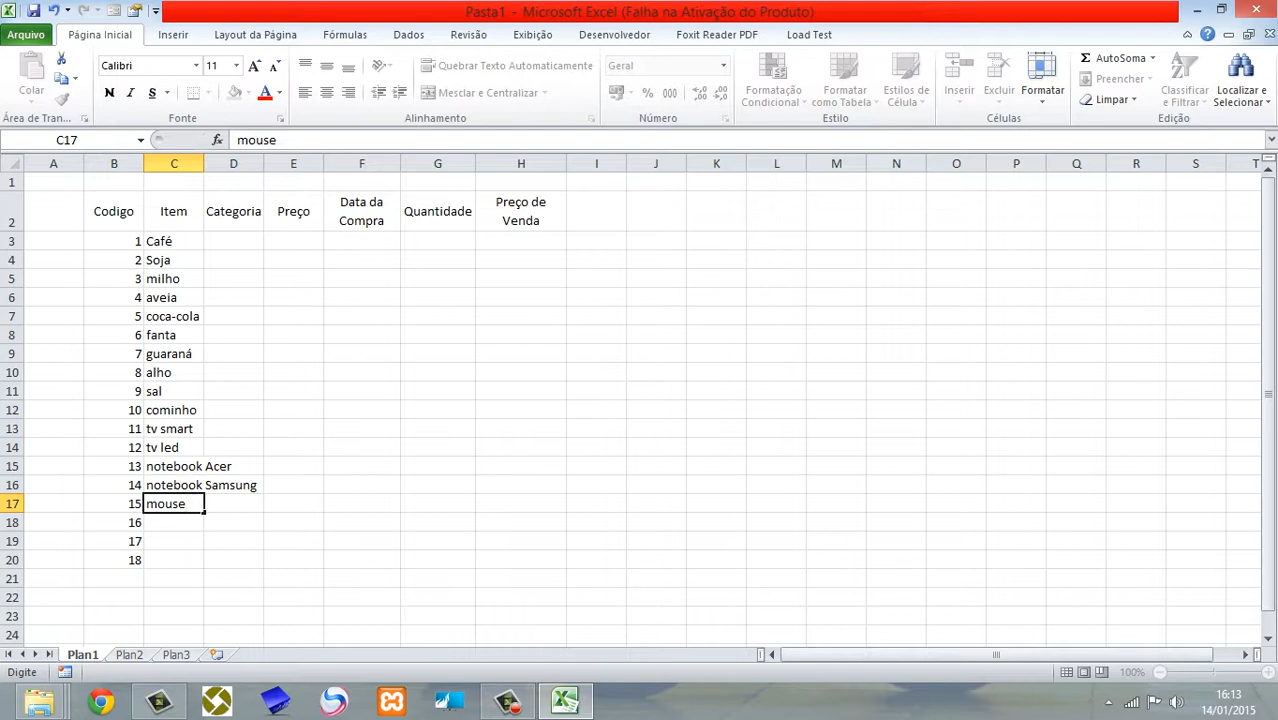 Pasta1 - Microsoft Excel (Falha na Ativação do Produto)
Arquivo Página Inicial Inserir Layout da Página Fórmulas Dados Revisão Exibição Desenvolvedor Foxit Reader PDF Load Test
Colar
Calibri 11
N I S
Quebrar Texto Automaticamente
Mesclar e Centralizar
Geral
% 000
Formatação Condicional
Formatar como Tabela
Estilos de Célula
Inserir Excluir Formatar
AutoSoma
Preencher
Limpar
Classificar e Filtrar
Localizar e Selecionar
Área de Tran... Fonte Alinhamento Número Estilo Células Edição
C17 fx mouse
A B C D E F G H I J K L M N O P Q R S T
1
2 Codigo Item Categoria Preço Data da Compra Quantidade Preço de Venda
3 1 Café
4 2 Soja
5 3 milho
6 4 aveia
7 5 coca-cola
8 6 fanta
9 7 guaraná
10 8 alho
11 9 sal
12 10 cominho
13 11 tv smart
14 12 tv led
15 13 notebook Acer
16 14 notebook Samsung
17 15 mouse
18 16
19 17
20 18
21
22
23
24
Plan1 Plan2 Plan3
Digite 100%
16:13
14/01/2015